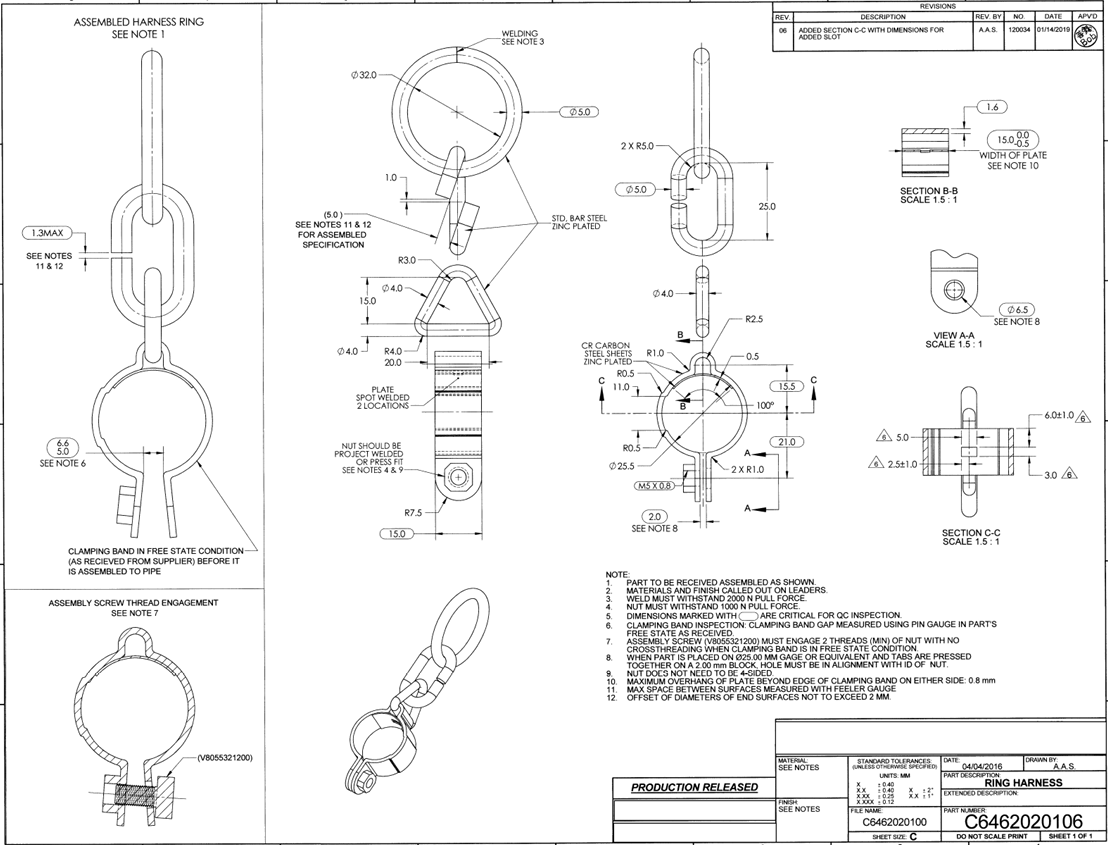 ASSEMBLED HARNESS RING
SEE NOTE 1
1.3MAX
SEE NOTES
11 & 12
6.6
5.0
SEE NOTE 6
CLAMPING BAND IN FREE STATE CONDITION
(AS RECIEVED FROM SUPPLIER) BEFORE IT
IS ASSEMBLED TO PIPE
ASSEMBLY SCREW THREAD ENGAGEMENT
SEE NOTE 7
(V8055321200)
WELDING
SEE NOTE 3
Ø32.0
Ø5.0
1.0
(5.0)
SEE NOTES 11 & 12
FOR ASSEMBLED
SPECIFICATION
STD, BAR STEEL
ZINC PLATED
R3.0
Ø4.0
15.0
Ø4.0
R4.0
20.0
PLATE
SPOT WELDED
2 LOCATIONS
NUT SHOULD BE
PROJECT WELDED
OR PRESS FIT
SEE NOTES 4 & 9
R7.5
15.0
2 X R5.0
Ø5.0
25.0
Ø4.0
B
R2.5
CR CARBON
STEEL SHEETS
ZINC PLATED
R1.0
0.5
R0.5
C
11.0
15.5
C
B
100°
21.0
R0.5
Ø25.5
2 X R1.0
A
M5 X 0.8
A
2.0
SEE NOTE 8
1.6
15.0 0.0
-0.5
WIDTH OF PLATE
SEE NOTE 10
SECTION B-B
SCALE 1.5 : 1
Ø6.5
SEE NOTE 8
VIEW A-A
SCALE 1.5 : 1
6.0±1.0 6
6 5.0
6 2.5±1.0
3.0 6
SECTION C-C
SCALE 1.5 : 1
REVISIONS
REV. DESCRIPTION REV. BY NO. DATE APV'D
06 ADDED SECTION C-C WITH DIMENSIONS FOR A.A.S. 120034 01/14/2019
ADDED SLOT
NOTE:
1. PART TO BE RECEIVED ASSEMBLED AS SHOWN.
2. MATERIALS AND FINISH CALLED OUT ON LEADERS.
3. WELD MUST WITHSTAND 2000 N PULL FORCE.
4. NUT MUST WITHSTAND 1000 N PULL FORCE.
5. DIMENSIONS MARKED WITH ARE CRITICAL FOR QC INSPECTION.
6. CLAMPING BAND INSPECTION: CLAMPING BAND GAP MEASURED USING PIN GAUGE IN PART'S
FREE STATE AS RECEIVED.
7. ASSEMBLY SCREW (V8055321200) MUST ENGAGE 2 THREADS (MIN) OF NUT WITH NO
CROSSTHREADING WHEN CLAMPING BAND IS IN FREE STATE CONDITION.
8. WHEN PART IS PLACED ON Ø25.00 MM GAGE OR EQUIVALENT AND TABS ARE PRESSED
TOGETHER ON A 2.00 mm BLOCK, HOLE MUST BE IN ALIGNMENT WITH ID OF NUT.
9. NUT DOES NOT NEED TO BE 4-SIDED.
10. MAXIMUM OVERHANG OF PLATE BEYOND EDGE OF CLAMPING BAND ON EITHER SIDE: 0.8 mm
11. MAX SPACE BETWEEN SURFACES MEASURED WITH FEELER GAUGE
12. OFFSET OF DIAMETERS OF END SURFACES NOT TO EXCEED 2 MM.
PRODUCTION RELEASED
MATERIAL:
SEE NOTES
FINISH:
SEE NOTES
STANDARD TOLERANCES:
(UNLESS OTHERWISE SPECIFIED)
UNITS: MM
X ± 0.40
X.X ± 0.40 X ± 2°
X.XX ± 0.25 X.X ± 1°
X.XXX ± 0.12
FILE NAME:
C6462020100
SHEET SIZE: C
DATE: 04/04/2016
DRAWN BY: A.A.S.
PART DESCRIPTION:
RING HARNESS
EXTENDED DESCRIPTION:
PART NUMBER:
C6462020106
DO NOT SCALE PRINT SHEET 1 OF 1